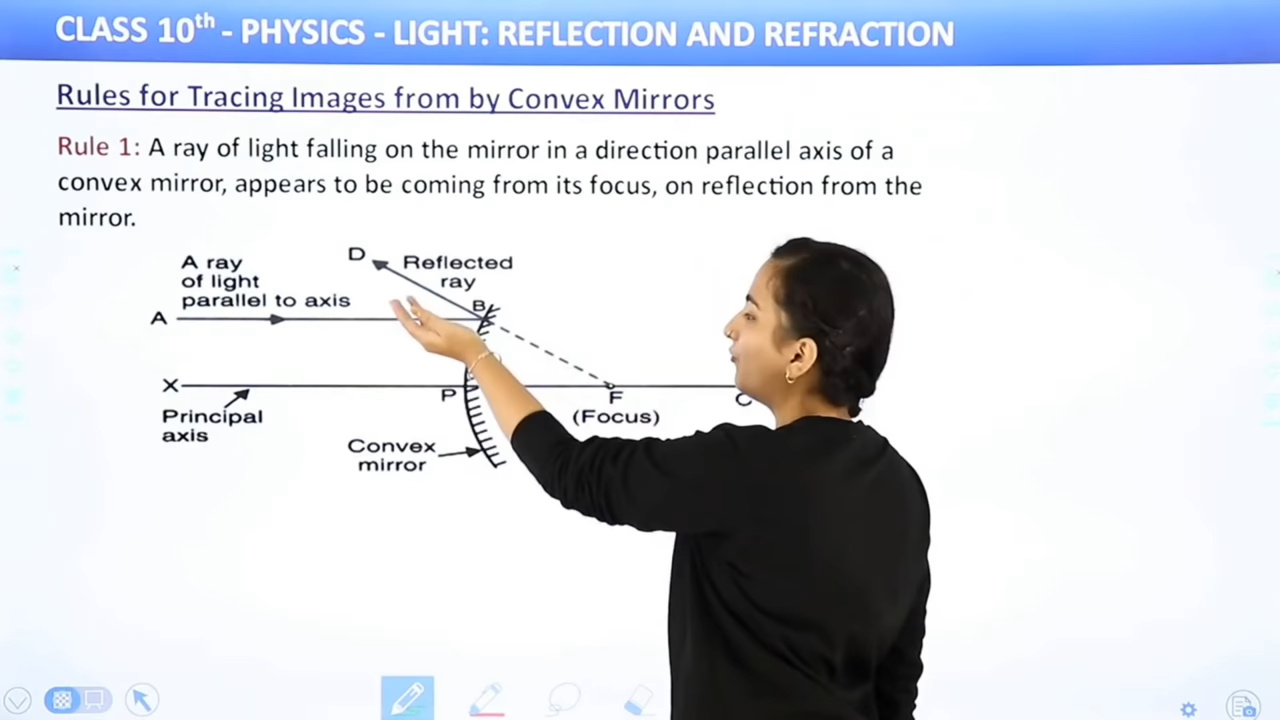 CLASS 10th - PHYSICS - LIGHT: REFLECTION AND REFRACTION
Rules for Tracing Images from by Convex Mirrors
Rule 1: A ray of light falling on the mirror in a direction parallel axis of a
convex mirror, appears to be coming from its focus, on reflection from the
mirror.
A ray
of light
parallel to axis
D
Reflected
ray
A
B
X
P
F
(Focus)
C
Principal
axis
Convex
mirror